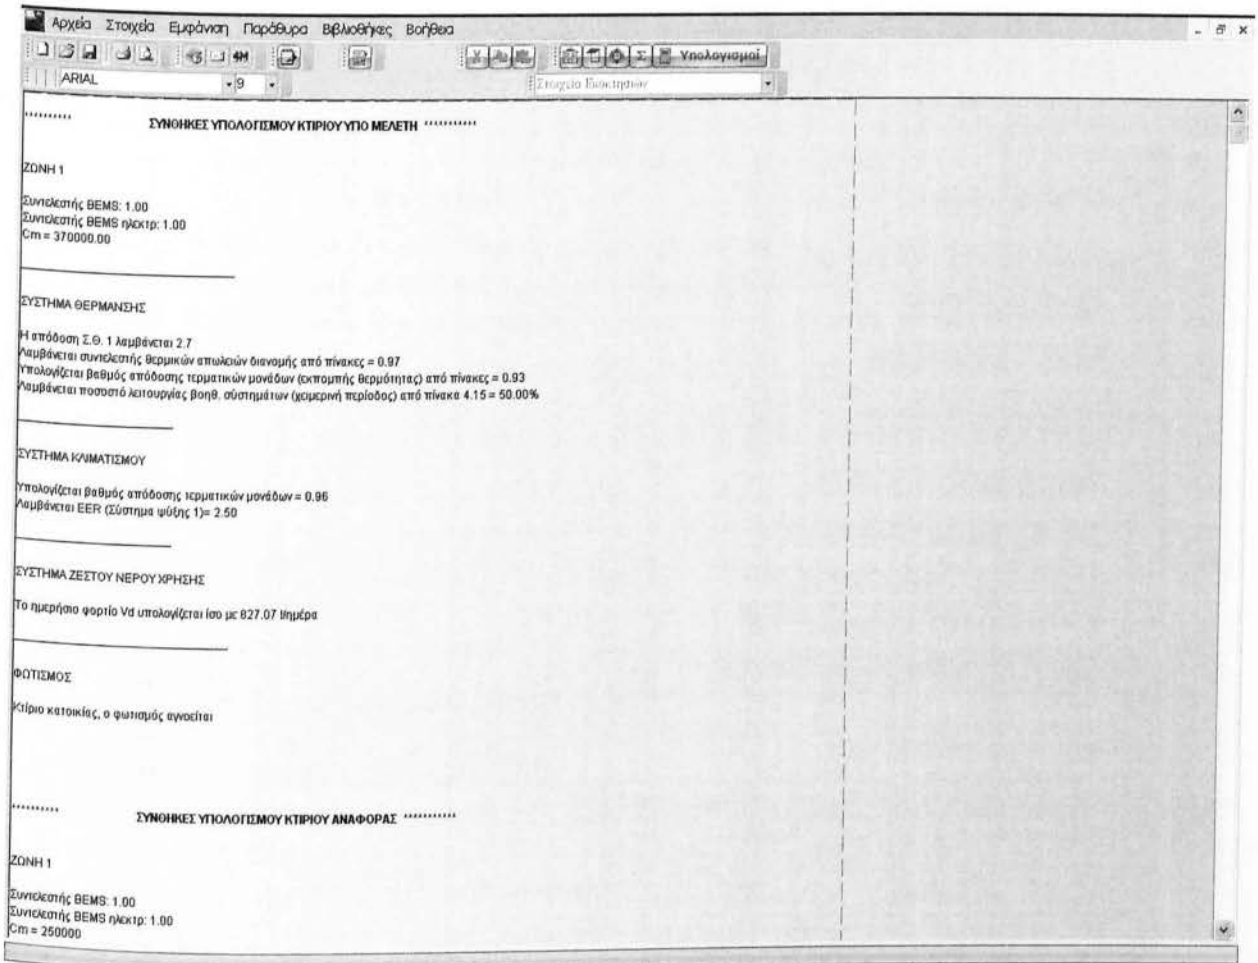 Αρχεία Στοιχεία Εμφάνιση Παράθυρα Βιβλιοθήκες Βοήθεια
4M Σ Υπολογισμοί
ARIAL 9 Στοιχεία Ιδιοκτησιών
********** ΣΥΝΘΗΚΕΣ ΥΠΟΛΟΓΙΣΜΟΥ ΚΤΙΡΙΟΥ ΥΠΟ ΜΕΛΕΤΗ ***********
ΖΩΝΗ 1
Συντελεστής BEMS: 1.00
Συντελεστής BEMS ηλεκτρ: 1.00
Cm = 370000.00
ΣΥΣΤΗΜΑ ΘΕΡΜΑΝΣΗΣ
Η απόδοση Σ.Θ. 1 λαμβάνεται 2.7
Λαμβάνεται συντελεστής θερμικών απωλειών διανομής από πίνακες = 0.97
Υπολογίζεται βαθμός απόδοσης τερματικών μονάδων (εκπομπής θερμότητας) από πίνακες = 0.93
Λαμβάνεται ποσοστό λειτουργίας βοηθ. συστημάτων (χειμερινή περίοδος) από πίνακα 4.15 = 50.00%
ΣΥΣΤΗΜΑ ΚΛΙΜΑΤΙΣΜΟΥ
Υπολογίζεται βαθμός απόδοσης τερματικών μονάδων = 0.96
Λαμβάνεται EER (Σύστημα ψύξης 1)= 2.50
ΣΥΣΤΗΜΑ ΖΕΣΤΟΥ ΝΕΡΟΥ ΧΡΗΣΗΣ
Το ημερήσιο φορτίο Vd υπολογίζεται ίσο με 827.07 lt/ημέρα
ΦΩΤΙΣΜΟΣ
Κτίριο κατοικίας, ο φωτισμός αγνοείται
********** ΣΥΝΘΗΚΕΣ ΥΠΟΛΟΓΙΣΜΟΥ ΚΤΙΡΙΟΥ ΑΝΑΦΟΡΑΣ ***********
ΖΩΝΗ 1
Συντελεστής BEMS: 1.00
Συντελεστής BEMS ηλεκτρ: 1.00
Cm = 250000